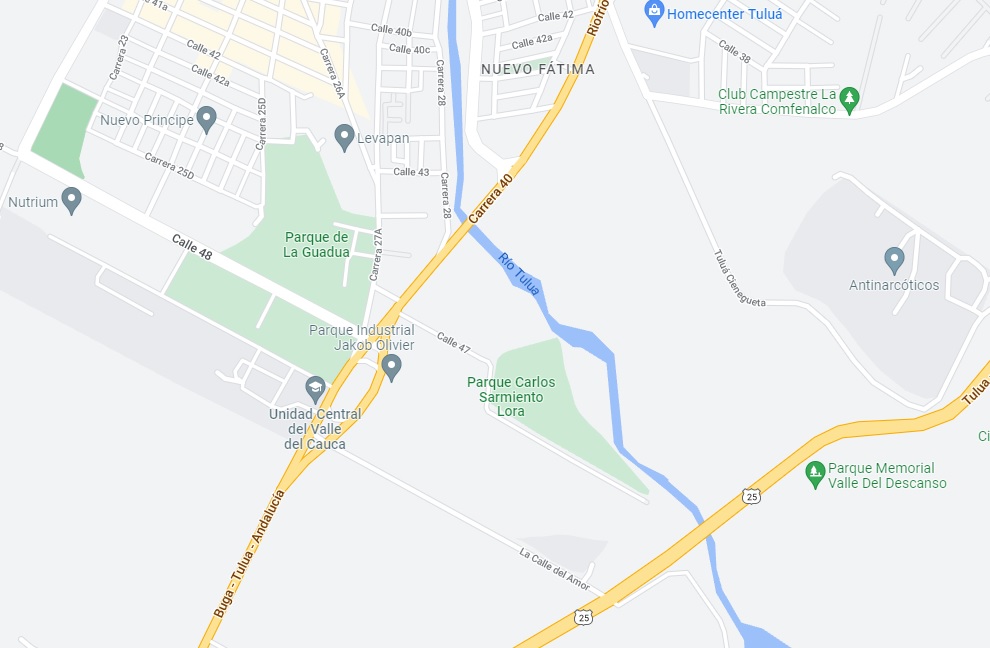 Calle 41a
Carrera 23
Calle 42
Calle 42a
Carrera 26A
Carrera 25D
Nuevo Principe
Carrera 25D
Levapan
Calle 40b
Calle 40c
Carrera 28
Calle 43
Carrera 28
Calle 42
Calle 42a
NUEVO FÁTIMA
Riofrío
Homecenter Tuluá
Calle 38
Club Campestre La
Rivera Comfenalco
Nutrium
Calle 48
Parque de
La Guadua
Carrera 27A
Carrera 40
Río Tulua
Tuluá Cienegueta
Antinarcóticos
Parque Industrial
Jakob Olivier
Calle 47
Parque Carlos
Sarmiento
Lora
Unidad Central
del Valle
del Cauca
Tulua
Ci
Parque Memorial
Valle Del Descanso
25
Buga - Tulua - Andalucía
La Calle del Amor
25